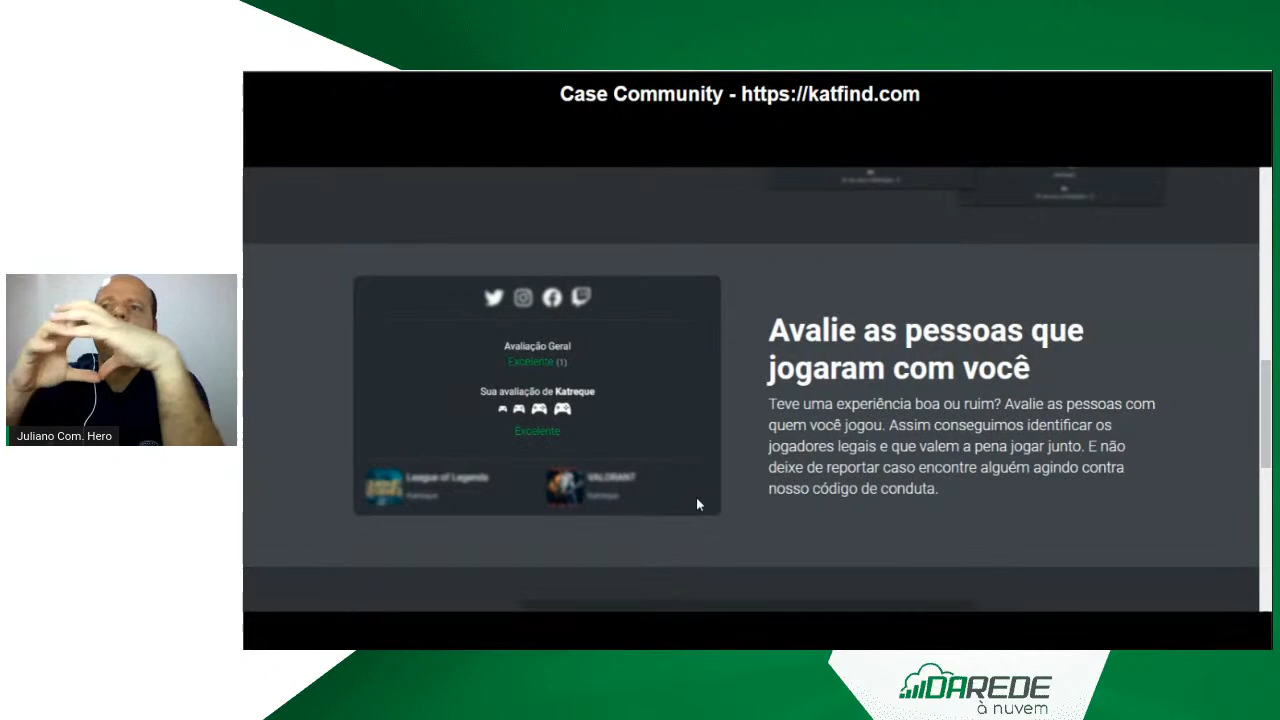 Case Community - https://katfind.com
Avaliação Geral
Excelente (1)
Sua avaliação de Katreque
Excelente
League of Legends
Katreque
VALORANT
Katreque
Avalie as pessoas que
jogaram com você
Teve uma experiência boa ou ruim? Avalie as pessoas com
quem você jogou. Assim conseguimos identificar os
jogadores legais e que valem a pena jogar junto. E não
deixe de reportar caso encontre alguém agindo contra
nosso código de conduta.
Juliano Com. Hero
DAREDE
à nuvem